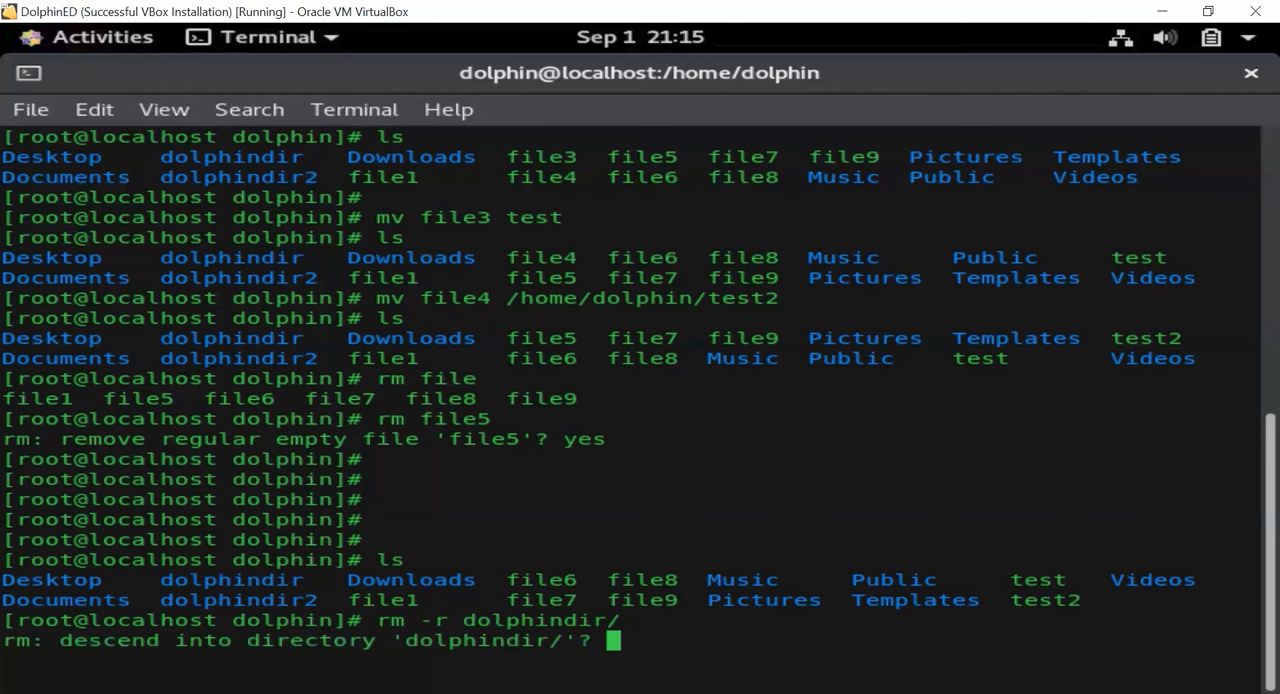 DolphinED (Successful VBox Installation) [Running] - Oracle VM VirtualBox
Activities Terminal Sep 1 21:15
dolphin@localhost:/home/dolphin
File Edit View Search Terminal Help
[root@localhost dolphin]# ls
Desktop dolphindir Downloads file3 file5 file7 file9 Pictures Templates
Documents dolphindir2 file1 file4 file6 file8 Music Public Videos
[root@localhost dolphin]#
[root@localhost dolphin]# mv file3 test
[root@localhost dolphin]# ls
Desktop dolphindir Downloads file4 file6 file8 Music Public test
Documents dolphindir2 file1 file5 file7 file9 Pictures Templates Videos
[root@localhost dolphin]# mv file4 /home/dolphin/test2
[root@localhost dolphin]# ls
Desktop dolphindir Downloads file5 file7 file9 Pictures Templates test2
Documents dolphindir2 file1 file6 file8 Music Public test Videos
[root@localhost dolphin]# rm file
file1 file5 file6 file7 file8 file9
[root@localhost dolphin]# rm file5
rm: remove regular empty file 'file5'? yes
[root@localhost dolphin]#
[root@localhost dolphin]#
[root@localhost dolphin]#
[root@localhost dolphin]#
[root@localhost dolphin]#
[root@localhost dolphin]# ls
Desktop dolphindir Downloads file6 file8 Music Public test Videos
Documents dolphindir2 file1 file7 file9 Pictures Templates test2
[root@localhost dolphin]# rm -r dolphindir/
rm: descend into directory 'dolphindir/'?